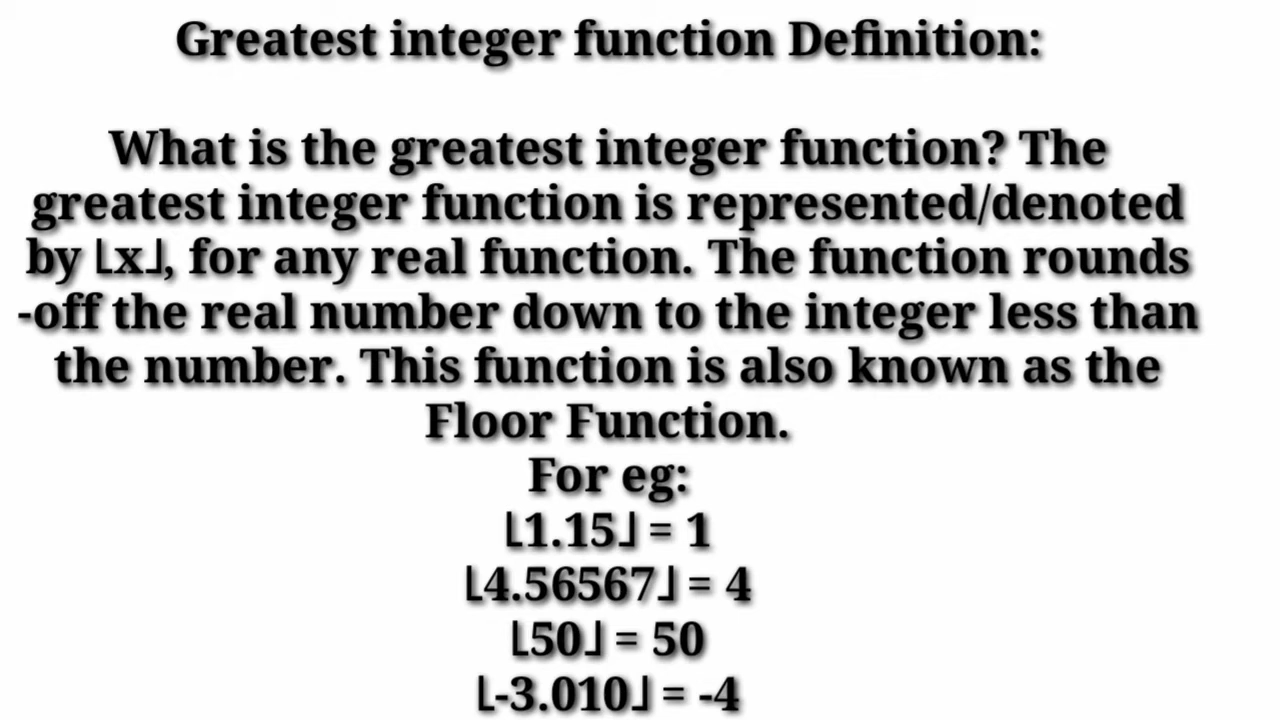 Greatest integer function Definition:
What is the greatest integer function? The
greatest integer function is represented/denoted
by ⌊x⌋, for any real function. The function rounds
-off the real number down to the integer less than
the number. This function is also known as the
Floor Function.
For eg:
⌊1.15⌋ = 1
⌊4.56567⌋ = 4
⌊50⌋ = 50
⌊-3.010⌋ = -4